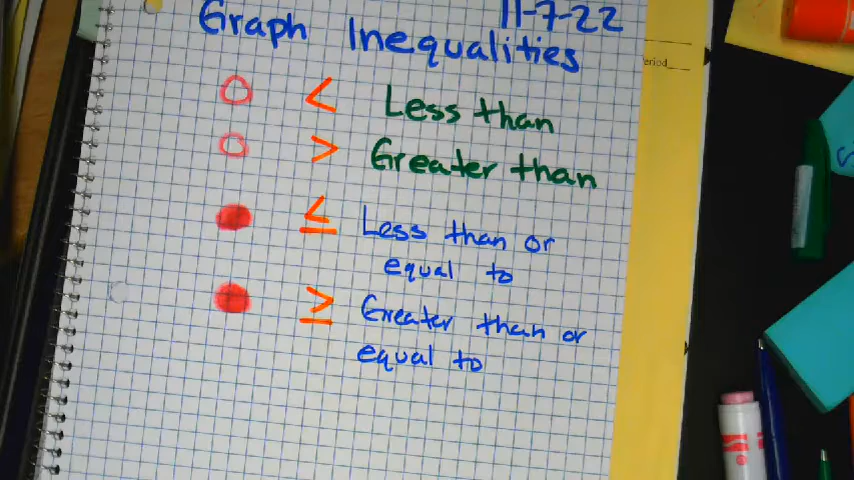 11-7-22
Graph Inequalities
< Less than
> Greater than
≤ Less than or
equal to
≥ Greater than or
equal to
eriod
S